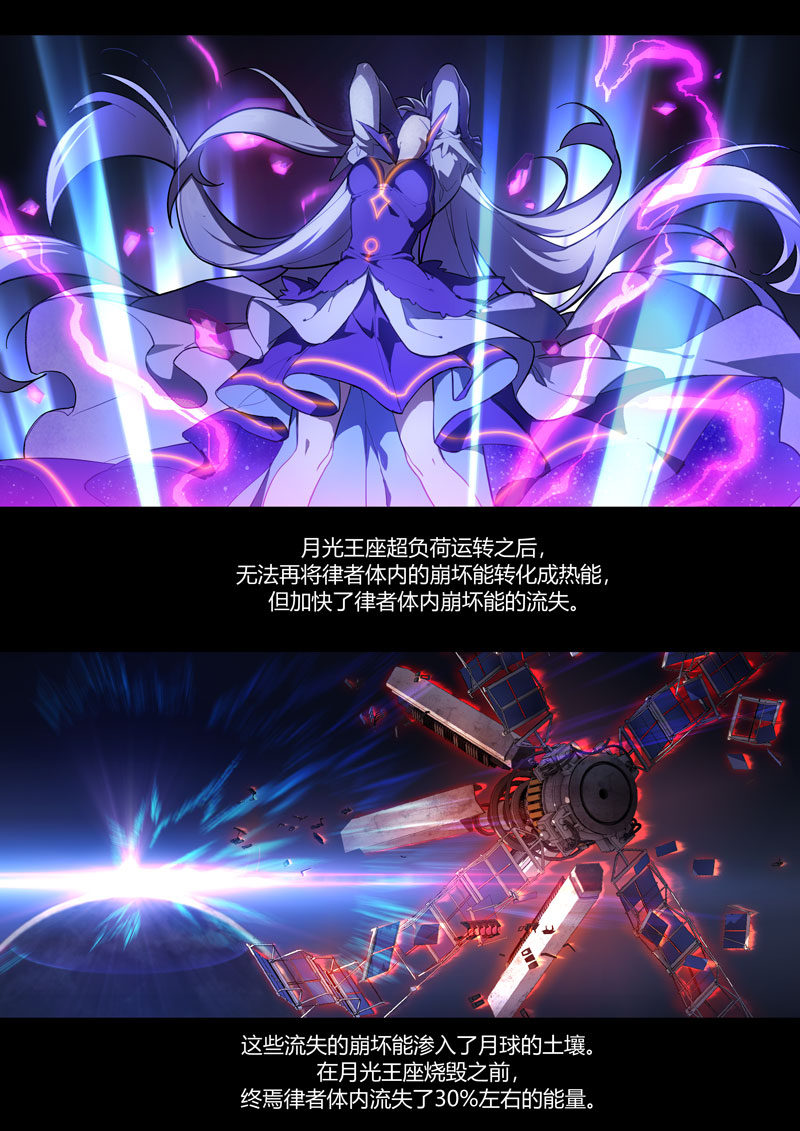 月光王座超负荷运转之后，
无法再将律者体内的崩坏能转化成热能，
但加快了律者体内崩坏能的流失。
这些流失的崩坏能渗入了月球的土壤。
在月光王座烧毁之前，
终焉律者体内流失了30%左右的能量。